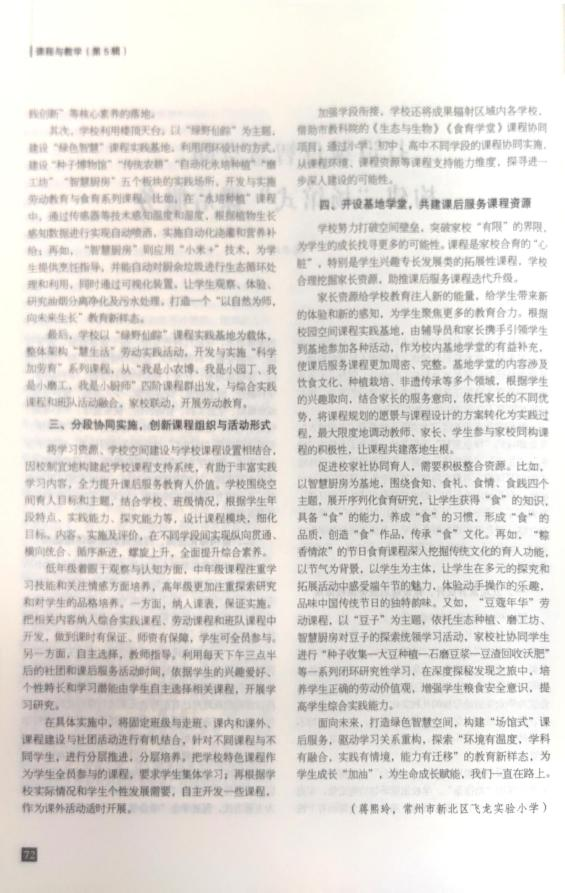 课程与教学（第5辑）
践创新”等核心素养的落地。
其次，学校利用楼顶天台，以“绿野仙踪”为主题，
建设“绿色智慧”课程实践基地，利用闭环设计的方式，
建设“种子博物馆”“传统农耕”“自动化水培种植”“磨
工坊”“智慧厨房”五个板块的实践场所，开发与实施
劳动教育与食育系列课程。比如，在“水培种植”课程
中，通过传感器等技术感知温度和湿度，根据植物生长
感知数据进行实现自动喷洒，实施自动化浇灌和营养补
给；再如，“智慧厨房”则应用“小米+”技术，为学
生提供烹饪指导，并能自动对厨余垃圾进行生态循环处
理和利用，同时通过可视化装置，让学生观察、体验、
研究油烟分离净化及污水处理，打造一个“以自然为师，
向未来生长”教育新样态。
最后，学校以“绿野仙踪”课程实践基地为载体，
整体架构“慧生活”劳动实践活动，开发与实施“科学
加劳育”系列课程，从“我是小农博、我是小园丁、我
是小磨工，我是小厨师”四阶课程群出发，与综合实践
课程和班队活动融合，家校联动，开展劳动教育。
三、分段协同实施，创新课程组织与活动形式
将学习资源、学校空间建设与学校课程设置相结合，
因校制宜地构建起学校课程支持系统，有助于丰富实践
学习内容，全力提升课后服务教育人价值。学校围绕空
间育人目标和主题，结合学校、班级情况，根据学生年
段特点、实践能力、探究能力等，设计课程模块，细化
目标、内容、实施及评价，在不同学段间实现纵向贯通、
横向统合、循序渐进，螺旋上升，全面提升综合素养。
低年级着眼于观察与认知方面，中年级课程注重学
习技能和关注情感方面培养，高年级更加注重探索研究
和对学生的品格培养。一方面，纳入课表，保证实施。
把相关内容纳入综合实践课程、劳动课程和班队课程中
开发，做到课时有保证、师资有保障，学生可全员参与。
另一方面，自主选择，教师指导，利用每天下午三点半
后的社团和课后服务活动时间，依据学生的兴趣爱好、
个性特长和学习潜能由学生自主选择相关课程，开展学
习研究。
在具体实施中，将固定班级与走班、课内和课外、
课程建设与社团活动进行有机结合，针对不同课程与不
同学生，进行分层推进，分层培养，把学校特色课程作
为学生全员参与的课程，要求学生集体学习；再根据学
校实际情况和学生个性发展需要，自主开发一些课程，
作为课外活动适时开展。
加强学段衔接，学校还将成果辐射区域内各学校，
借助市教科院的《生态与生物》《食育学堂》课程协同
项目，通过小学、初中、高中不同学段的课程协同实施，
从课程环境、课程资源等课程支持能力维度，探寻进一
步深入建设的可能性。
四、开设基地学堂，共建课后服务课程资源
学校努力打破空间壁垒，突破家校“有限”的界限，
为学生的成长找寻更多的可能性。课程是家校合育的“心
脏”，特别是学生兴趣专长发展类的拓展性课程，学校
合理挖掘家长资源，助推课后服务课程迭代升级。
家长资源给学校教育注入新的能量，给学生带来新
的体验和新的感知，为学生聚焦更多的教育合力。根据
校园空间课程实践基地，由辅导员和家长携手引领学生
到基地参加各种活动，作为校内基地学堂的有益补充，
使课后服务课程更加周密、完整。基地学堂的内容涉及
饮食文化、种植栽培、非遗传承等多个领域，根据学生
的兴趣取向，结合家长的服务意向，依托家长的不同优
势，将课程规划的愿景与课程设计的方案转化为实践过
程，最大限度地调动教师、家长、学生参与家校同构课
程的积极性，让课程共建落地生根。
促进校家社协同育人，需要积极整合资源。比如，
以智慧厨房为基地，围绕食知、食礼、食情、食践四个
主题，展开序列化食育研究，让学生获得“食”的知识，
具备“食”的能力，养成“食”的习惯，形成“食”的
品质，创造“食”作品，传承“食”文化。再如，“粽
香情浓”的节日食育课程深入挖掘传统文化的育人功能，
以节气为背景，以学生为主体，让学生在多元的探究和
拓展活动中感受端午节的魅力，体验动手操作的乐趣，
品味中国传统节日的独特韵味。又如，“豆蔻年华”劳
动课程，以“豆子”为主题，依托生态种植、磨工坊、
智慧厨房对豆子的探索统领学习活动，家校社协同学生
进行“种子收集—大豆种植—石磨豆浆—豆渣回收沃肥”
等一系列闭环研究性学习，在深度探秘发现之旅中，培
养学生正确的劳动价值观，增强学生粮食安全意识，提
高学生综合实践能力。
面向未来，打造绿色智慧空间，构建“场馆式”课
后服务，驱动学习关系重构，探索“环境有温度，学科
有融合，实践有情境，能力有迁移”的教育新样态，为
学生成长“加油”，为生命成长赋能，我们一直在路上。
（蒋熙玲，常州市新北区飞龙实验小学）
72